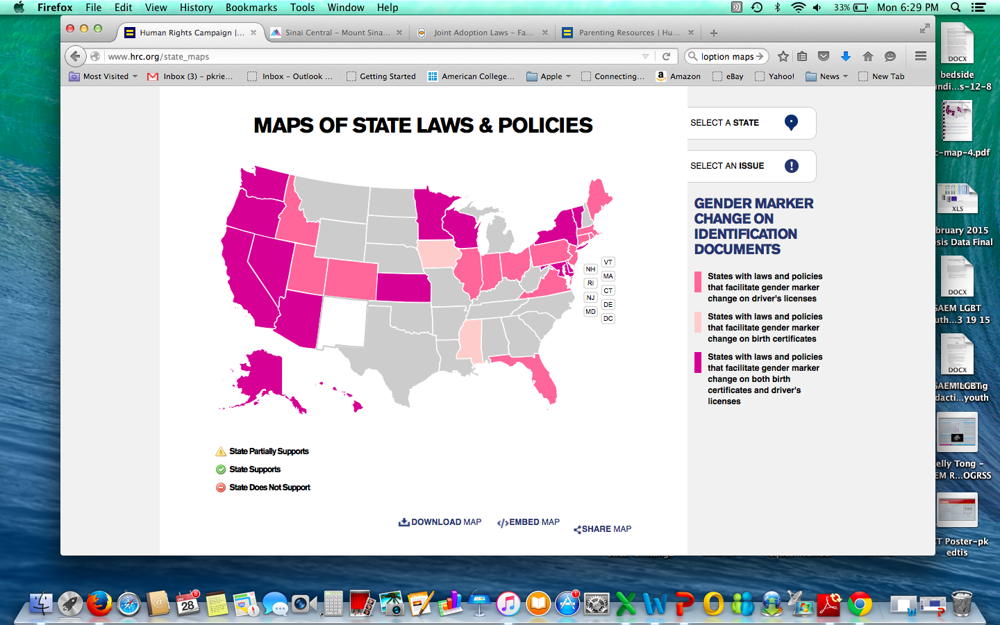 Firefox File Edit View History Bookmarks Tools Window Help 33% Mon 6:29 PM
Human Rights Campaign |... Sinai Central – Mount Sina... Joint Adoption Laws – Fa... Parenting Resources | Hu...
www.hrc.org/state_maps loption maps
Most Visited Inbox (3) – pkrie... Inbox – Outlook ... Getting Started American College... Apple Connecting... Amazon eBay Yahoo! News New Tab
MAPS OF STATE LAWS & POLICIES
VT
NH
MA
RI
CT
NJ
DE
MD
DC
State Partially Supports
State Supports
State Does Not Support
DOWNLOAD MAP EMBED MAP SHARE MAP
SELECT A STATE
SELECT AN ISSUE
GENDER MARKER
CHANGE ON
IDENTIFICATION
DOCUMENTS
States with laws and policies
that facilitate gender marker
change on driver's licenses
States with laws and policies
that facilitate gender marker
change on birth certificates
States with laws and policies
that facilitate gender marker
change on both birth
certificates and driver's
licenses
DOCX
bedside
ndi...s-12-8
c-map-4.pdf
XLS
bruary 2015
sis Data Final
DOCX
SAEM LGBT
uth...3 19 15
DOCX
dacti...youth
elly Tong –
EM R...OGRSS
T Poster-pk
edtis
DEC
28
5
1